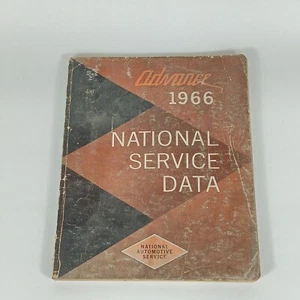 Advance
1966
NATIONAL
SERVICE
DATA
NATIONAL
AUTOMOTIVE
SERVICE